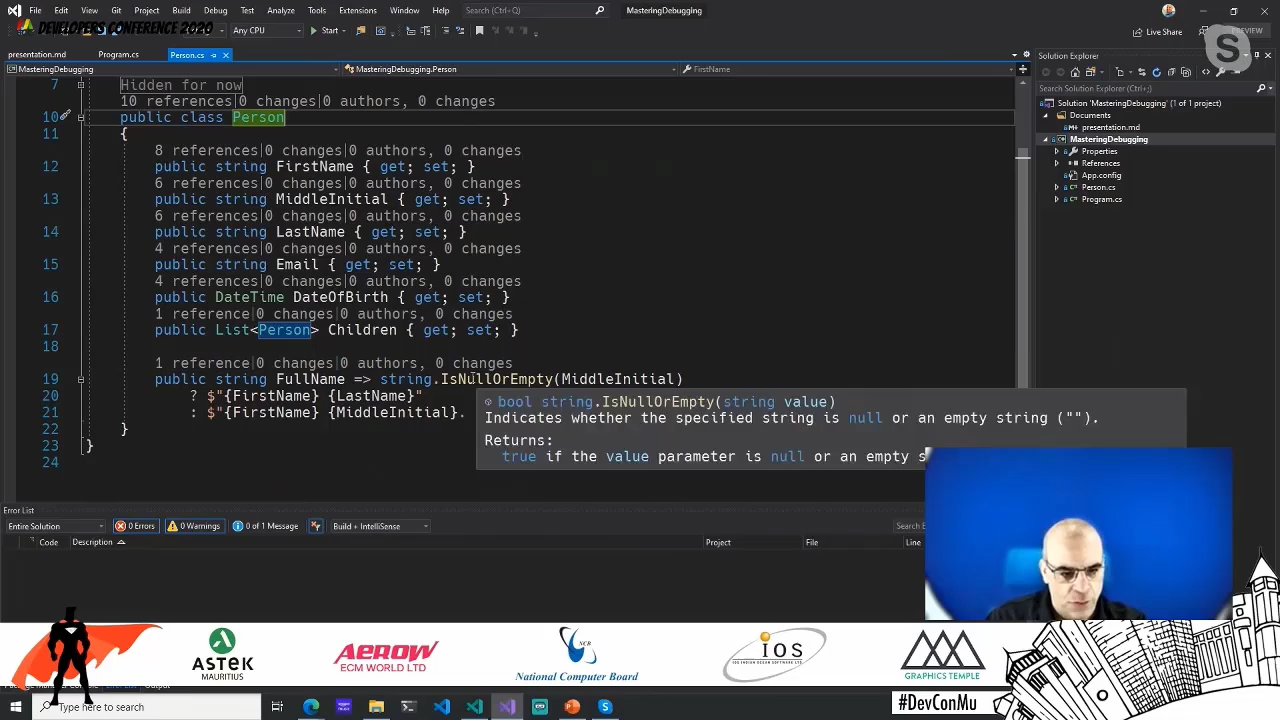 File Edit View Git Project Build Debug Test Analyze Tools Extensions Window Help Search (Ctrl+Q) MasteringDebugging
DEVELOPERS CONFERENCE 2020
Any CPU Start Live Share PREVIEW
presentation.md Program.cs Person.cs
MasteringDebugging MasteringDebugging.Person FirstName
Solution Explorer
Search Solution Explorer (Ctrl+;)
Solution 'MasteringDebugging' (1 of 1 project)
Documents
presentation.md
MasteringDebugging
Properties
References
App.config
Person.cs
Program.cs
7 Hidden for now
10 references|0 changes|0 authors, 0 changes
10 public class Person
11 {
8 references|0 changes|0 authors, 0 changes
12 public string FirstName { get; set; }
6 references|0 changes|0 authors, 0 changes
13 public string MiddleInitial { get; set; }
6 references|0 changes|0 authors, 0 changes
14 public string LastName { get; set; }
4 references|0 changes|0 authors, 0 changes
15 public string Email { get; set; }
4 references|0 changes|0 authors, 0 changes
16 public DateTime DateOfBirth { get; set; }
1 reference|0 changes|0 authors, 0 changes
17 public List<Person> Children { get; set; }
18
1 reference|0 changes|0 authors, 0 changes
19 public string FullName => string.IsNullOrEmpty(MiddleInitial)
20 ? $"{FirstName} {LastName}"
21 : $"{FirstName} {MiddleInitial}.
22 }
23 }
24
bool string.IsNullOrEmpty(string value)
Indicates whether the specified string is null or an empty string ("").
Returns:
true if the value parameter is null or an empty
Error List
Entire Solution 0 Errors 0 Warnings 0 of 1 Message Build + IntelliSense Search
Code Description Project File Line
ASTEK
MAURITIUS
AEROW
ECM WORLD LTD
NCB
National Computer Board
IOS
IOS INDIAN OCEAN SOFTWARE LTD
GRAPHICS TEMPLE
#DevConMu
Type here to search